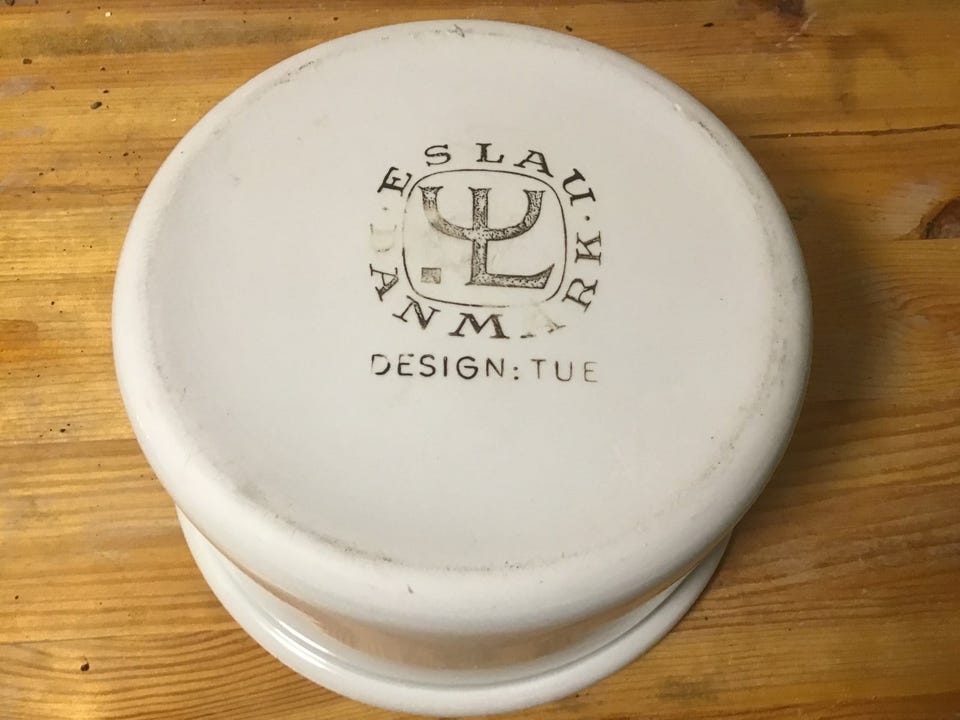 ESLAU · DANMARK
DESIGN: TUE